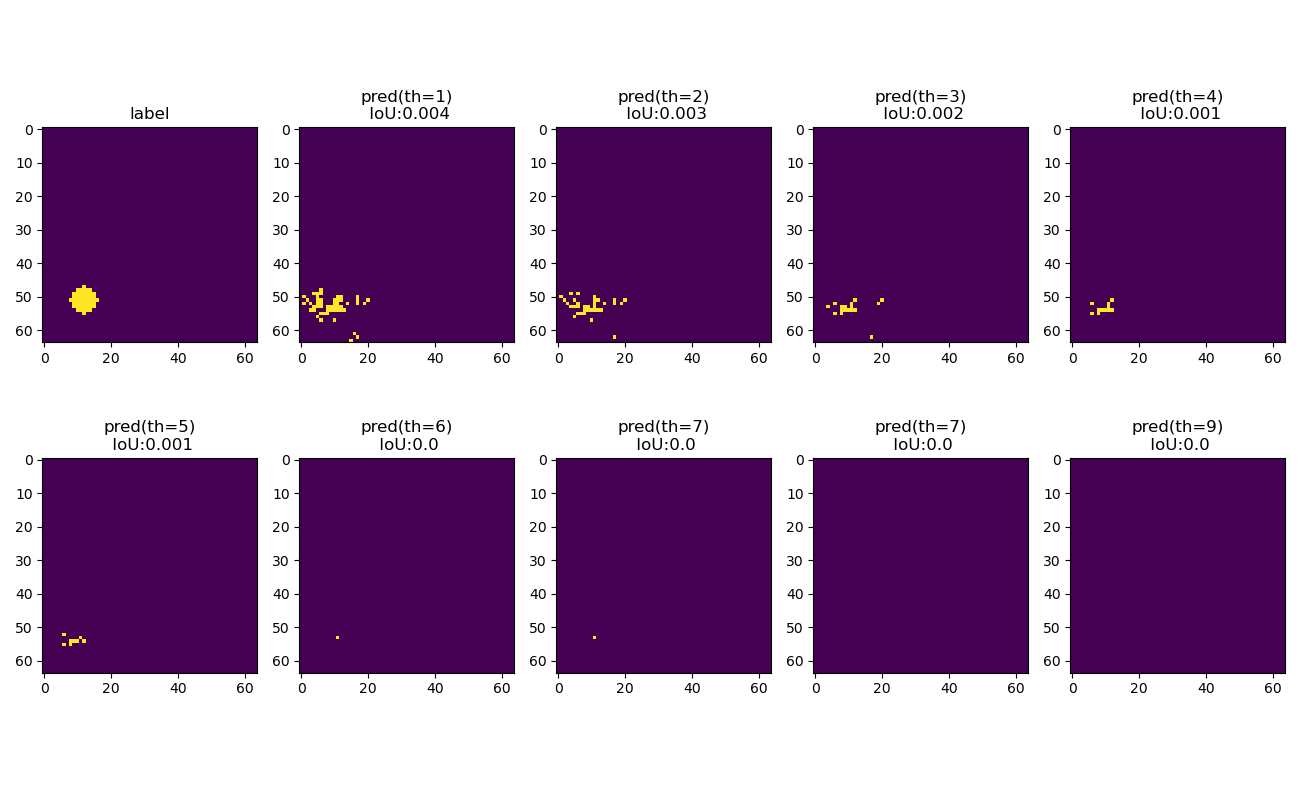 label
pred(th=1)
IoU:0.004
pred(th=2)
IoU:0.003
pred(th=3)
IoU:0.002
pred(th=4)
IoU:0.001
0
10
20
30
40
50
60
0 20 40 60
0
10
20
30
40
50
60
0 20 40 60
0
10
20
30
40
50
60
0 20 40 60
0
10
20
30
40
50
60
0 20 40 60
0
10
20
30
40
50
60
0 20 40 60
pred(th=5)
IoU:0.001
pred(th=6)
IoU:0.0
pred(th=7)
IoU:0.0
pred(th=7)
IoU:0.0
pred(th=9)
IoU:0.0
0
10
20
30
40
50
60
0 20 40 60
0
10
20
30
40
50
60
0 20 40 60
0
10
20
30
40
50
60
0 20 40 60
0
10
20
30
40
50
60
0 20 40 60
0
10
20
30
40
50
60
0 20 40 60